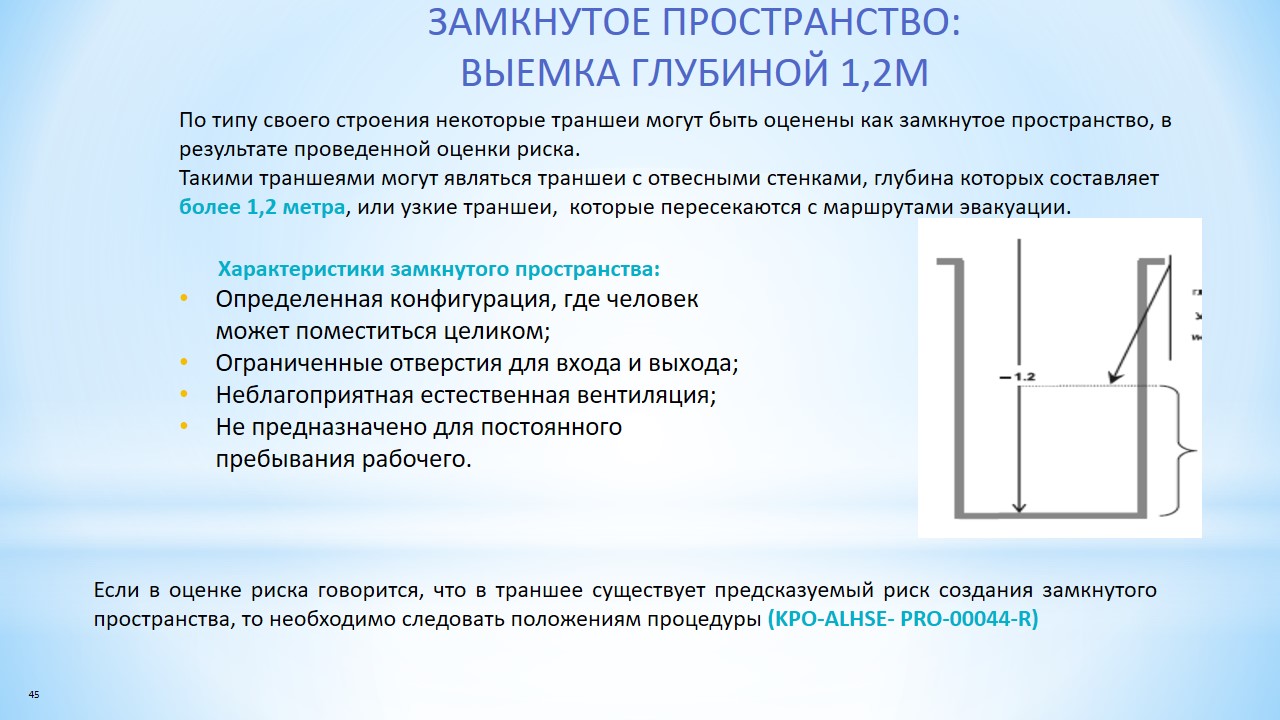 ЗАМКНУТОЕ ПРОСТРАНСТВО:
ВЫЕМКА ГЛУБИНОЙ 1,2М
По типу своего строения некоторые траншеи могут быть оценены как замкнутое пространство, в
результате проведенной оценки риска.
Такими траншеями могут являться траншеи с отвесными стенками, глубина которых составляет
более 1,2 метра, или узкие траншеи, которые пересекаются с маршрутами эвакуации.
Характеристики замкнутого пространства:
• Определенная конфигурация, где человек
может поместиться целиком;
• Ограниченные отверстия для входа и выхода;
• Неблагоприятная естественная вентиляция;
• Не предназначено для постоянного
пребывания рабочего.
–1.2
Если в оценке риска говорится, что в траншее существует предсказуемый риск создания замкнутого
пространства, то необходимо следовать положениям процедуры (KPO-ALHSE- PRO-00044-R)
45